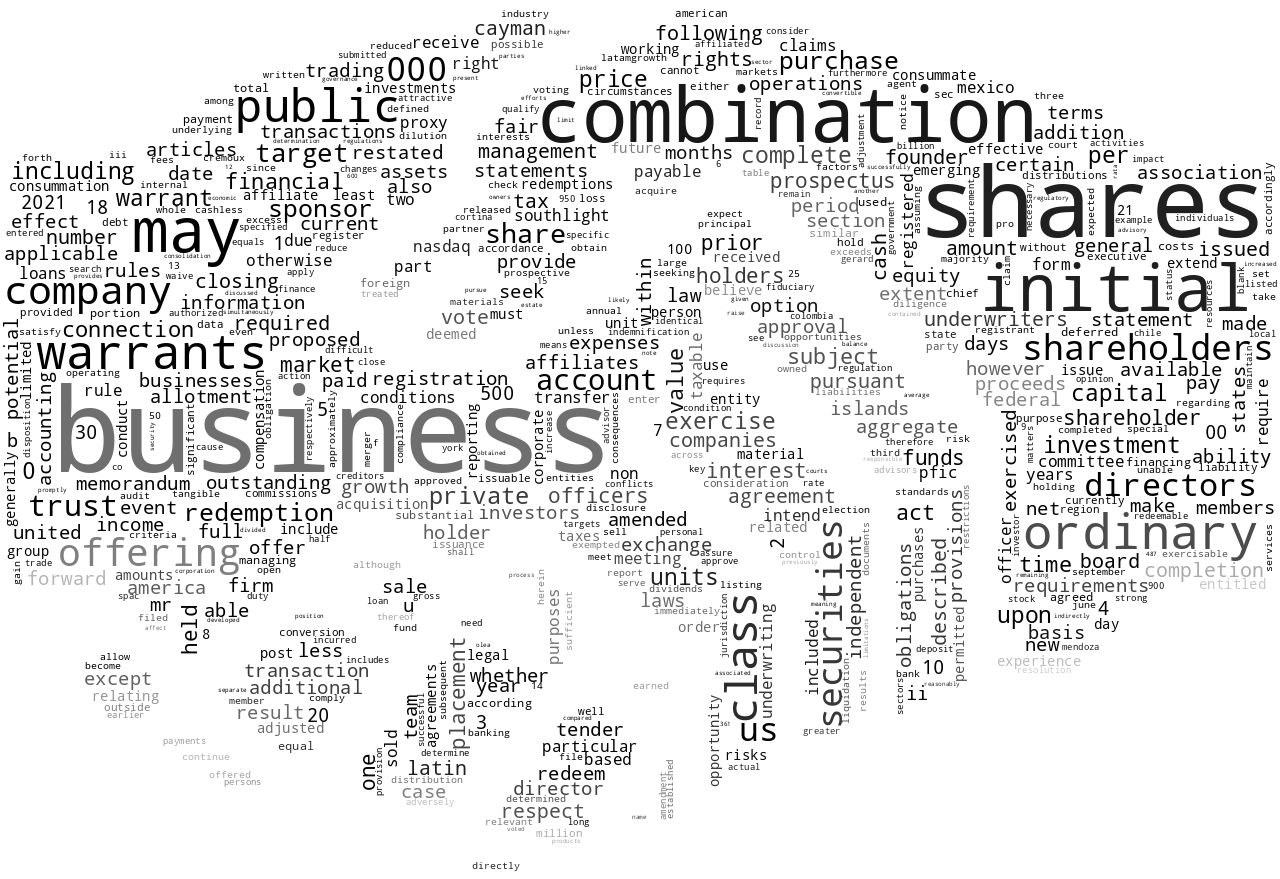 industry
american
higher
cayman
following
consider
reduced
receive
possible
working
affiliated
claims
submitted
parties
latamgrowth
written
trading
000
right
linked
cannot
rights
sector
purchase
governance
present
price
markets
furthermore
consummate
total
investments
voting
circumstances
either
operations
agent
sec
mexico
among
public
attractive
efforts
combination
convertible
three
payment
defined
qualify
limit
record
notice
terms
underlying
transactions
proxy
fair
billion
addition
determination
regulations
dilution
interests
future
adjustment
successfully
effective
court
activities
articles
target
restated
management
months
complete
founder
certain
per
impact
forth
iii
fees
cremoux
changes
statements
payable
6
factors
emerging
distributions
association
including
date
since
12
financial
600
assets
check
redemptions
table
prospectus
requirement
necessary
regulatory
rate
accordingly
consummation
internal
economic
also
owners
950
loss
acquire
another
assuming
shares
2021
warrant
affiliate
least
two
released
tax
period
used
government
registered
expected
21
18
whole
cashless
sponsor
cortina
southlight
section
example
individuals
effect
debt
excess
current
partner
share
specific
expect
similar
pro
advisory
entered
may
specified
register
nasdaq
accordance
obtain
principal
hold
cash
amount
without
general
costs
issued
number
equals
1
due
reduce
prior
exceeds
majority
executive
applicable
consolidation
otherwise
part
provide
100
received
gerard
form
claim
extend
loans
search
rules
13
apply
foreign
prospective
large
holders
25
equity
initial
status
blank
increased
set
listed
waive
closing
finance
treated
seek
15
within
seeking
believe
fiduciary
extent
chief
resources
take
company
discussed
simultaneously
pursue
estate
law
given
option
diligence
provided
portion
authorized
information
materials
likely
annual
person
raise
colombia
contained
underwriters
statement
made
satisfy
connection
data
even
required
vote
must
unit
identical
approval
registrant
deferred
chile
local
deemed
unless
indemnification
see
opportunities
state
days
shareholders
maintain
warrants
proposed
difficult
means
expenses
note
discussion
balance
party
market
close
affiliates
value
taxable
subject
however
issue
available
operating
action
owned
regulation
potential
limited
accounting
rule
businesses
paid
registration
account
requires
use
pursuant
proceeds
opinion
capital
pay
regarding
states
require
disposition
allotment
compensation
obligation
5
conditions
500
transfer
condition
entity
liabilities
federal
generally
b
business
respectively
approximately
enter
exercise
average
islands
purpose
shareholder
30
conduct
security
50
significant
cause
merger
f
compliance
york
reporting
obtained
corporate
increase
advisor
consequences
7
companies
aggregate
completed
special
00
0
co
across
material
therefore
risk
matters
9
investment
ability
creditors
approved
issuable
entities
non
key
interest
courts
third
responsible
funds
committee
financing
unable
liability
promptly
memorandum
outstanding
growth
conflicts
consideration
rate
advisors
pfic
exercised
years
audit
tangible
commissions
acquisition
private
officers
disclosure
agreement
standards
holding
currently
directors
trust
event
redemption
substantial
investors
targets
amended
intend
election
act
net
region
make
members
united
income
criteria
full
divided
include
holder
taxes
sell
personal
related
redeemable
group
offering
offer
half
issuance
exempted
exchange
2
control
officer
investor
ordinary
gain
trade
managing
shall
meet
meeting
assure
approve
previously
securities
independent
documents
obligations
purchases
described
provisions
restrictions
487
exercisable
services
forward
amounts
corporation
open
although
process
report
units
listing
time
board
completion
america
firm
herein
serve
dividends
remaining
september
requirements
900
entitled
spac
duty
sale
laws
class
jurisdiction
agreed
strong
mr
able
developed
loan
gross
sufficient
immediately
june
4
filed
held
position
u
thereof
purposes
order
underwriting
meaning
upon
indirectly
day
affect
8
conversion
fund
need
limitations
basis
incurred
new
mendoza
allow
post
less
olea
permitted
become
transaction
includes
legal
associated
included
experience
except
placement
whether
deposit
resolution
relating
separate
additional
agreements
subsequent
year
14
earned
liquidation
results
bank
10
reasonably
outside
member
comply
team
successful
according
opportunity
sectors
ii
earlier
result
20
3
well
361
adjusted
sold
banking
compared
us
greater
payments
equal
determine
tender
continue
one
provision
particular
risks
latin
file
based
actual
offered
distribution
redeem
persons
case
director
amendment
established
adversely
determined
respect
name
relevant
long
voted
million
products
directly